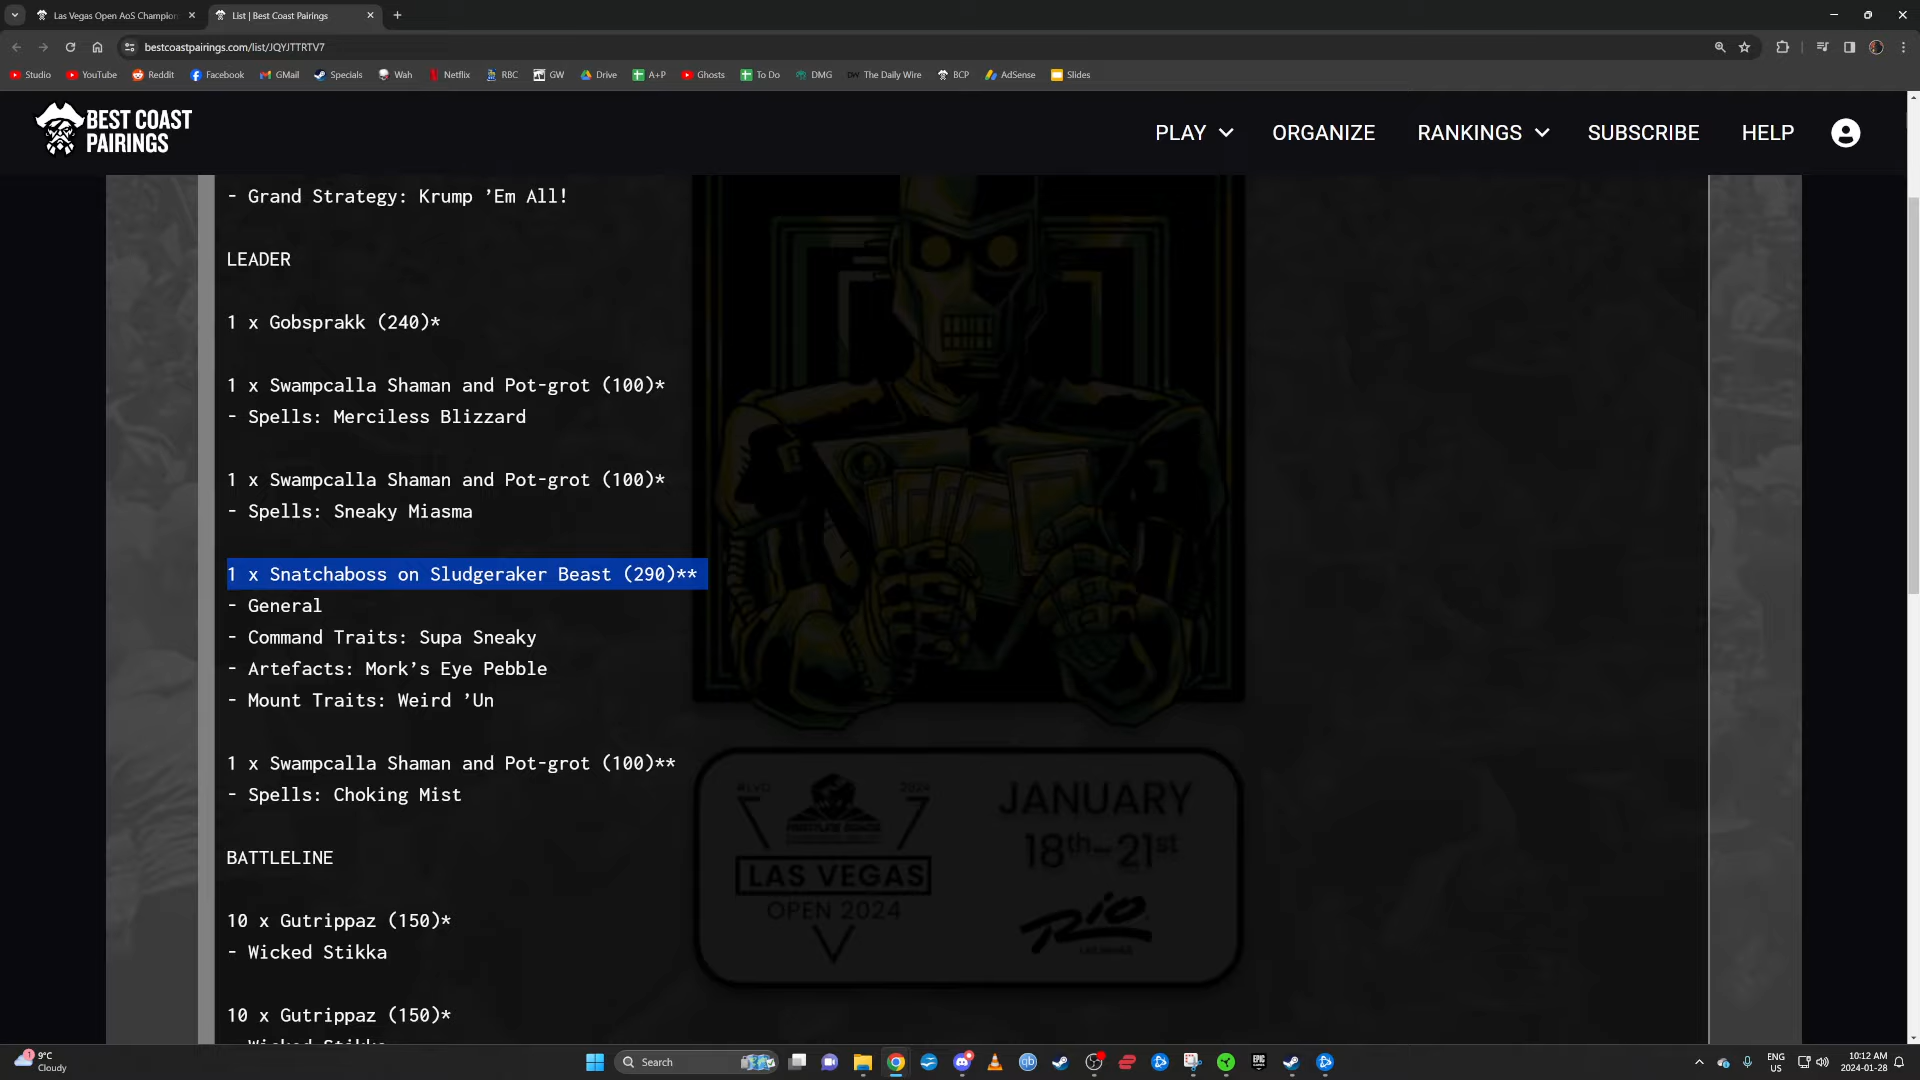 Las Vegas Open AoS Champion
List | Best Coast Pairings
bestcoastpairings.com/list/JQYJTTRTV7
Studio
YouTube
Reddit
Facebook
GMail
Specials
Wah
Netflix
RBC
GW
Drive
A+P
Ghosts
To Do
DMG
The Daily Wire
BCP
AdSense
Slides
BEST COAST
PAIRINGS
PLAY
ORGANIZE
RANKINGS
SUBSCRIBE
HELP
- Grand Strategy: Krump ’Em All!
LEADER
1 x Gobsprakk (240)*
1 x Swampcalla Shaman and Pot-grot (100)*
- Spells: Merciless Blizzard
1 x Swampcalla Shaman and Pot-grot (100)*
- Spells: Sneaky Miasma
1 x Snatchaboss on Sludgeraker Beast (290)**
- General
- Command Traits: Supa Sneaky
- Artefacts: Mork’s Eye Pebble
- Mount Traits: Weird ’Un
1 x Swampcalla Shaman and Pot-grot (100)**
- Spells: Choking Mist
BATTLELINE
10 x Gutrippaz (150)*
- Wicked Stikka
10 x Gutrippaz (150)*
- Wicked Stikka
2024
LAS VEGAS
OPEN 2024
JANUARY
18th–21st
Rio
9°C
Cloudy
Search
ENG
US
10:12 AM
2024-01-28